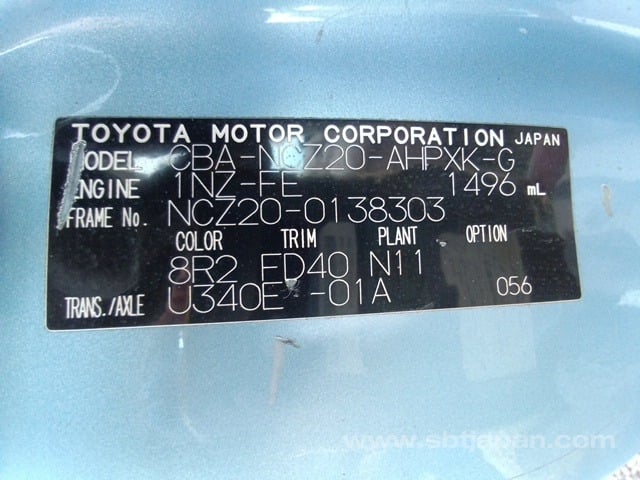 TOYOTA MOTOR CORPORATION JAPAN
MODEL CBA-NCZ20-AHPXK-G
ENGINE 1NZ-FE 1496 mL
FRAME No. NCZ20-0138303
COLOR TRIM PLANT OPTION
8R2 FD40 N11
TRANS./AXLE U340E -01A 056
www.sbtjapan.com